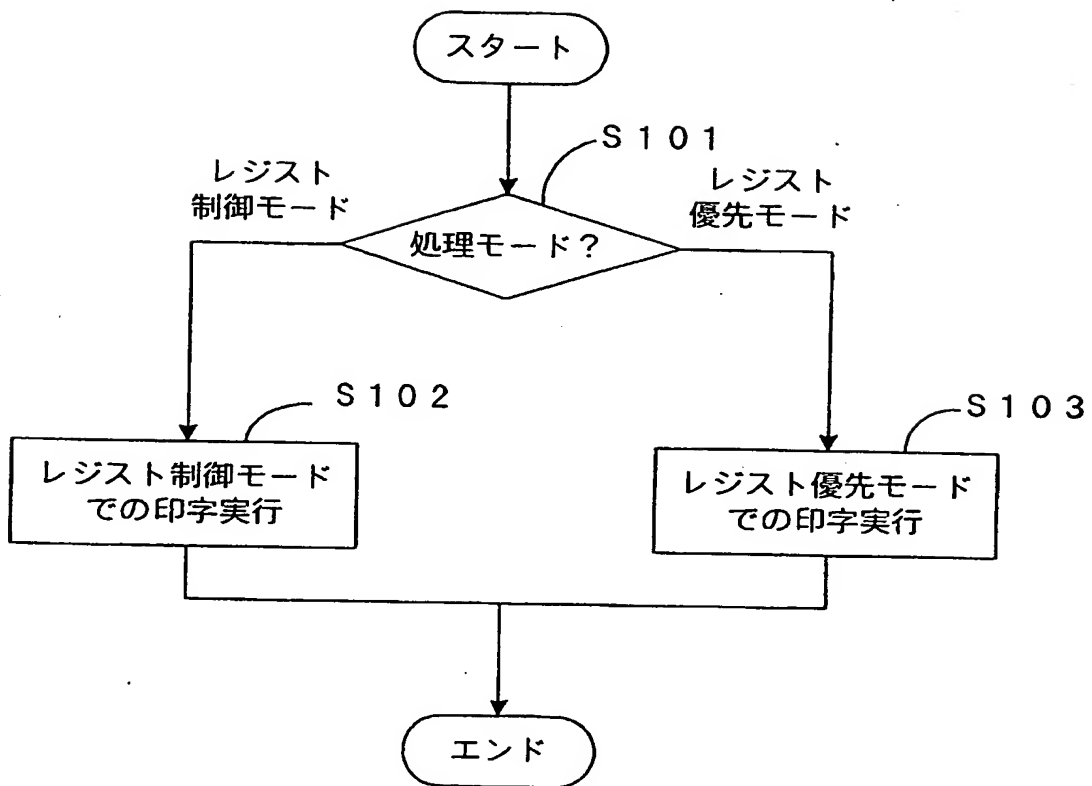 スタート
S101
レジスト
制御モード
レジスト
優先モード
処理モード?
S102
S103
レジスト制御モード
での印字実行
レジスト優先モード
での印字実行
エンド